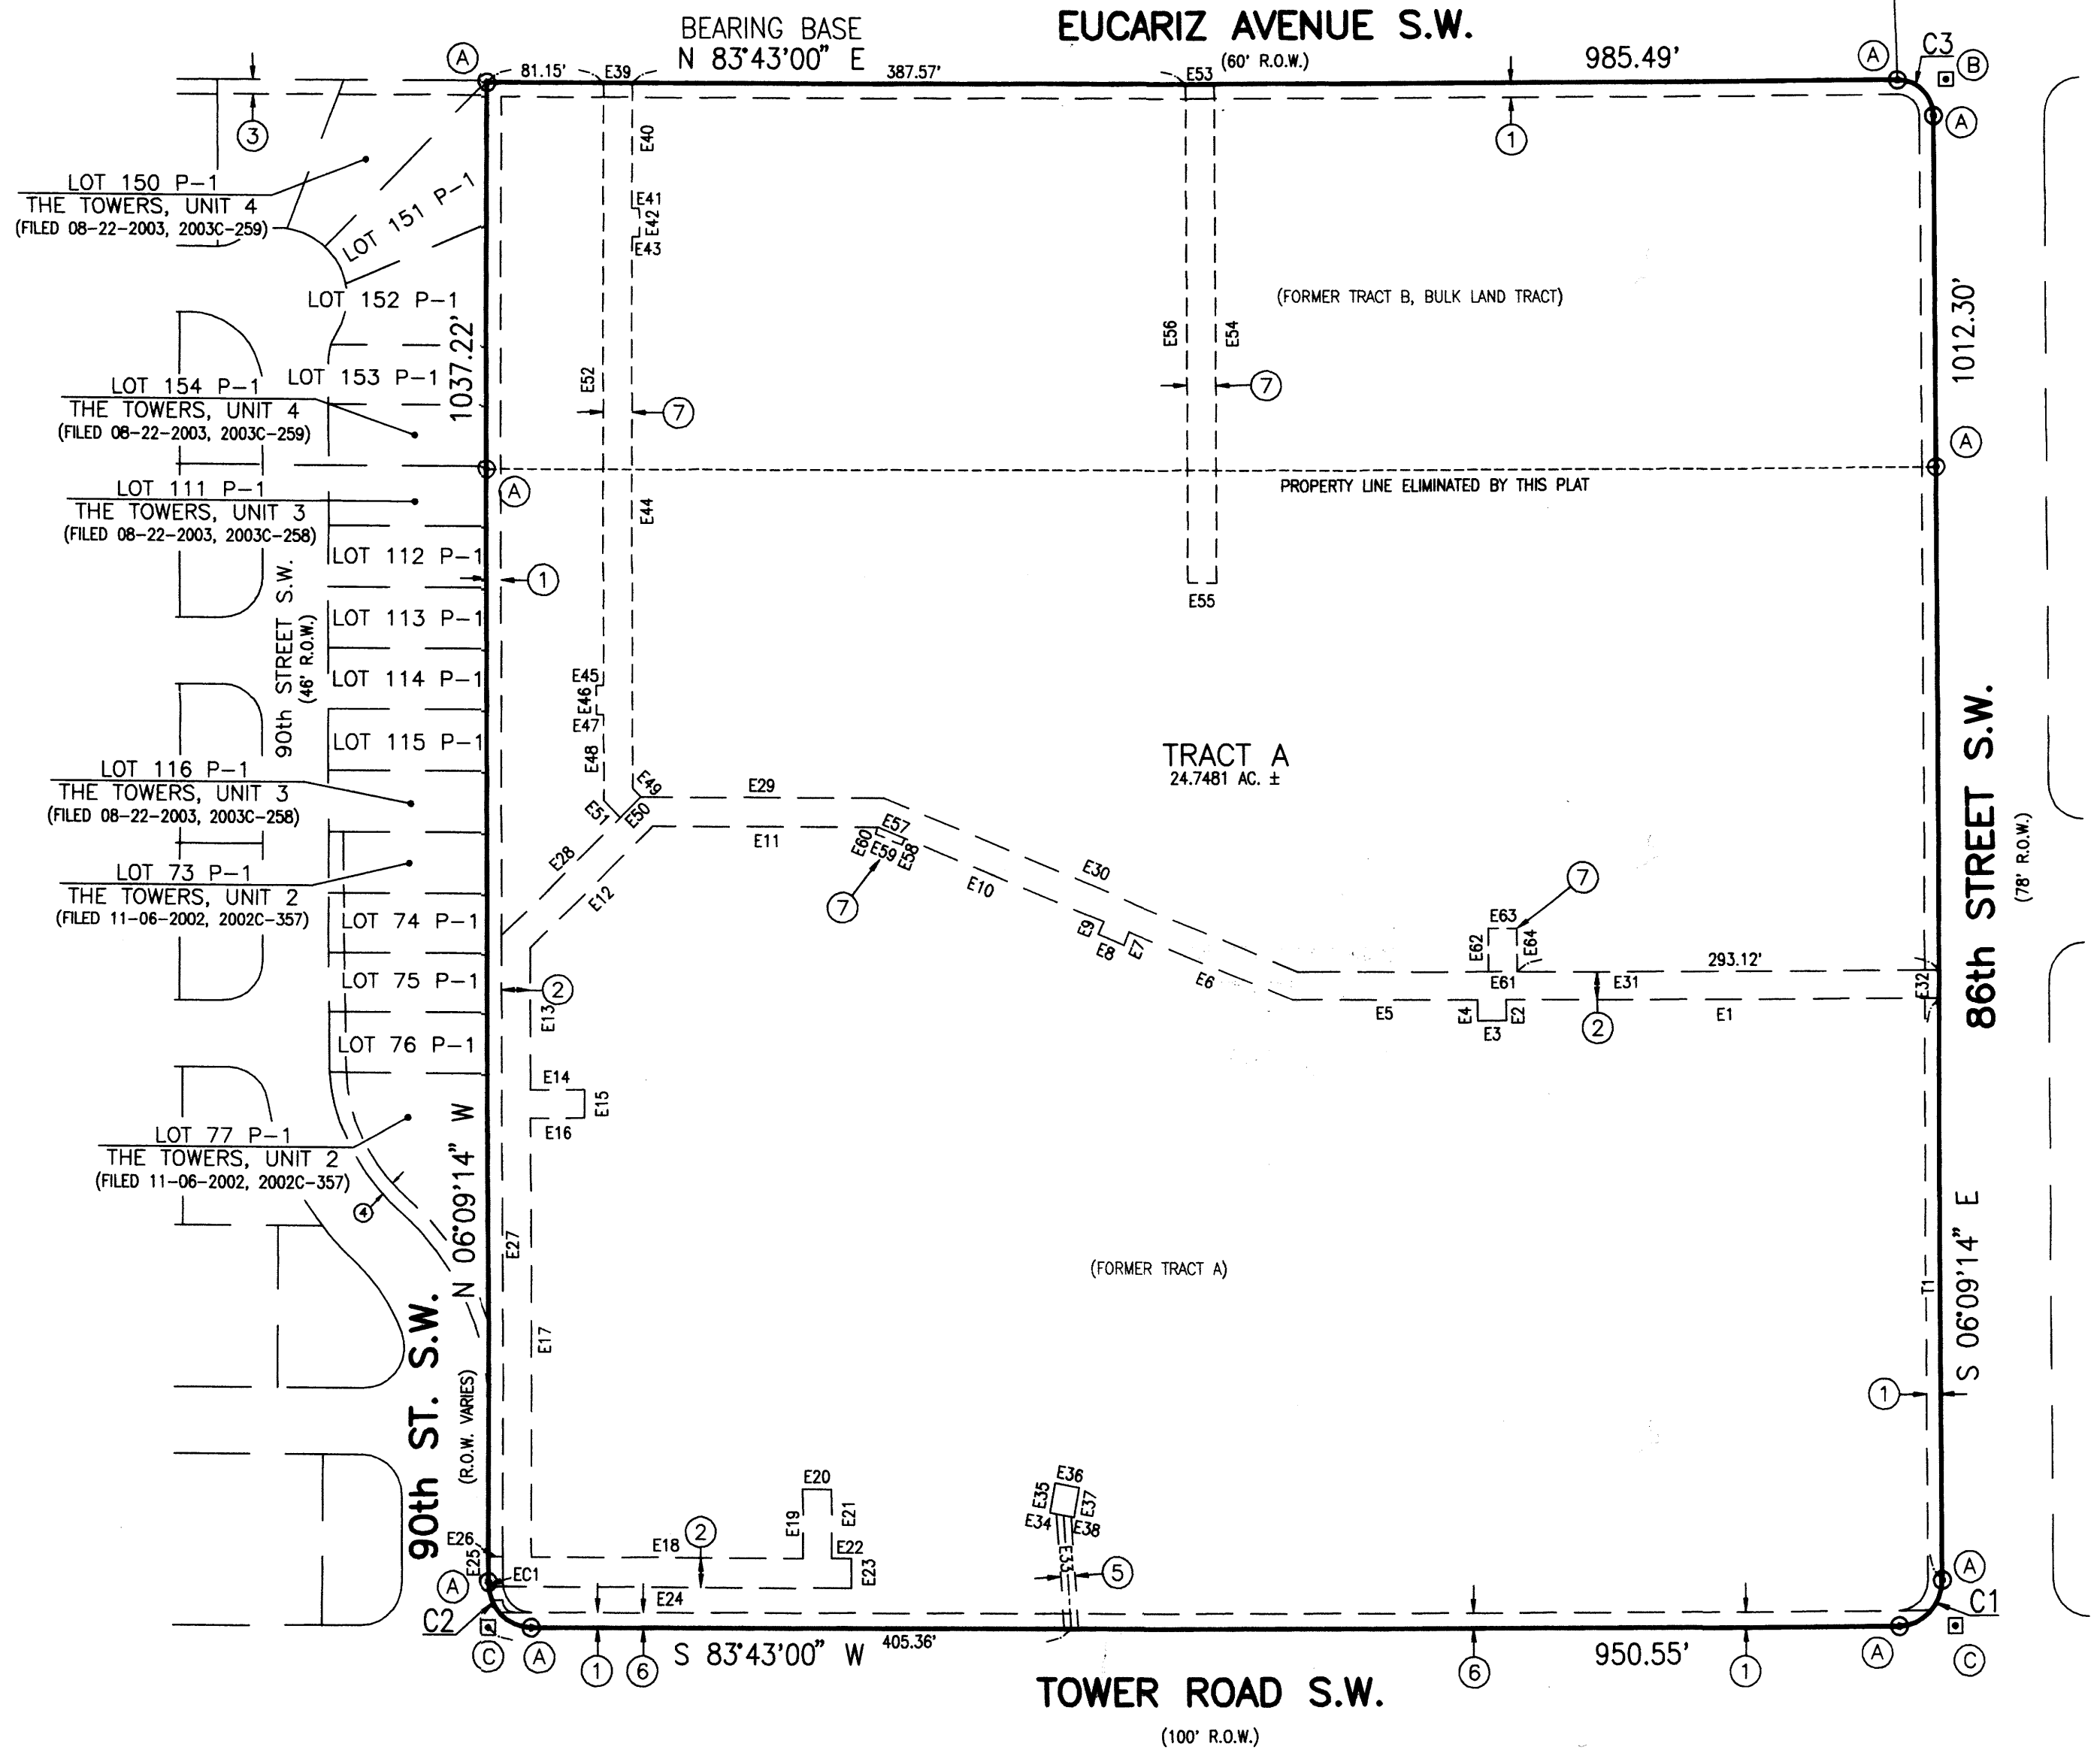 EUCARIZ AVENUE S.W.
(60' R.O.W.)
BEARING BASE
N 83°43'00" E
985.49'
C3
A
A
B
A
81.15'
E39
387.57'
E53
3
1
E40
E41
E42
E43
LOT 150 P-1
THE TOWERS, UNIT 4
(FILED 08-22-2003, 2003C-259)
LOT 151 P-1
LOT 152 P-1
LOT 153 P-1
1037.22'
(FORMER TRACT B, BULK LAND TRACT)
1012.30'
E56
E54
E52
7
7
LOT 154 P-1
THE TOWERS, UNIT 4
(FILED 08-22-2003, 2003C-259)
A
A
PROPERTY LINE ELIMINATED BY THIS PLAT
LOT 111 P-1
THE TOWERS, UNIT 3
(FILED 08-22-2003, 2003C-258)
E44
LOT 112 P-1
1
E55
LOT 113 P-1
90th STREET S.W.
(46' R.O.W.)
LOT 114 P-1
E45
E46
E47
LOT 115 P-1
E48
TRACT A
24.7481 AC. ±
86th STREET S.W.
(78' R.O.W.)
LOT 116 P-1
THE TOWERS, UNIT 3
(FILED 08-22-2003, 2003C-258)
E49
E50
E51
E29
E11
E57
E58
E59
E60
E28
E12
E30
E10
7
7
LOT 73 P-1
THE TOWERS, UNIT 2
(FILED 11-06-2002, 2002C-357)
LOT 74 P-1
LOT 75 P-1
LOT 76 P-1
E9
E8
E7
E6
E63
E62
E64
E61
293.12'
E31
E32
E5
E4
E3
E2
2
E1
2
E13
E14
E15
E16
LOT 77 P-1
THE TOWERS, UNIT 2
(FILED 11-06-2002, 2002C-357)
4
N 06°09'14" W
E27
S 06°09'14" E
T1
(FORMER TRACT A)
E17
90th ST. S.W.
(R.O.W. VARIES)
1
E20
E19
E21
E22
E23
E18
2
E36
E35
E37
E34
E38
E33
5
E26
E25
EC1
A
E24
A
C1
C2
C
A
1
6
S 83°43'00" W
405.36'
6
950.55'
1
A
C
TOWER ROAD S.W.
(100' R.O.W.)